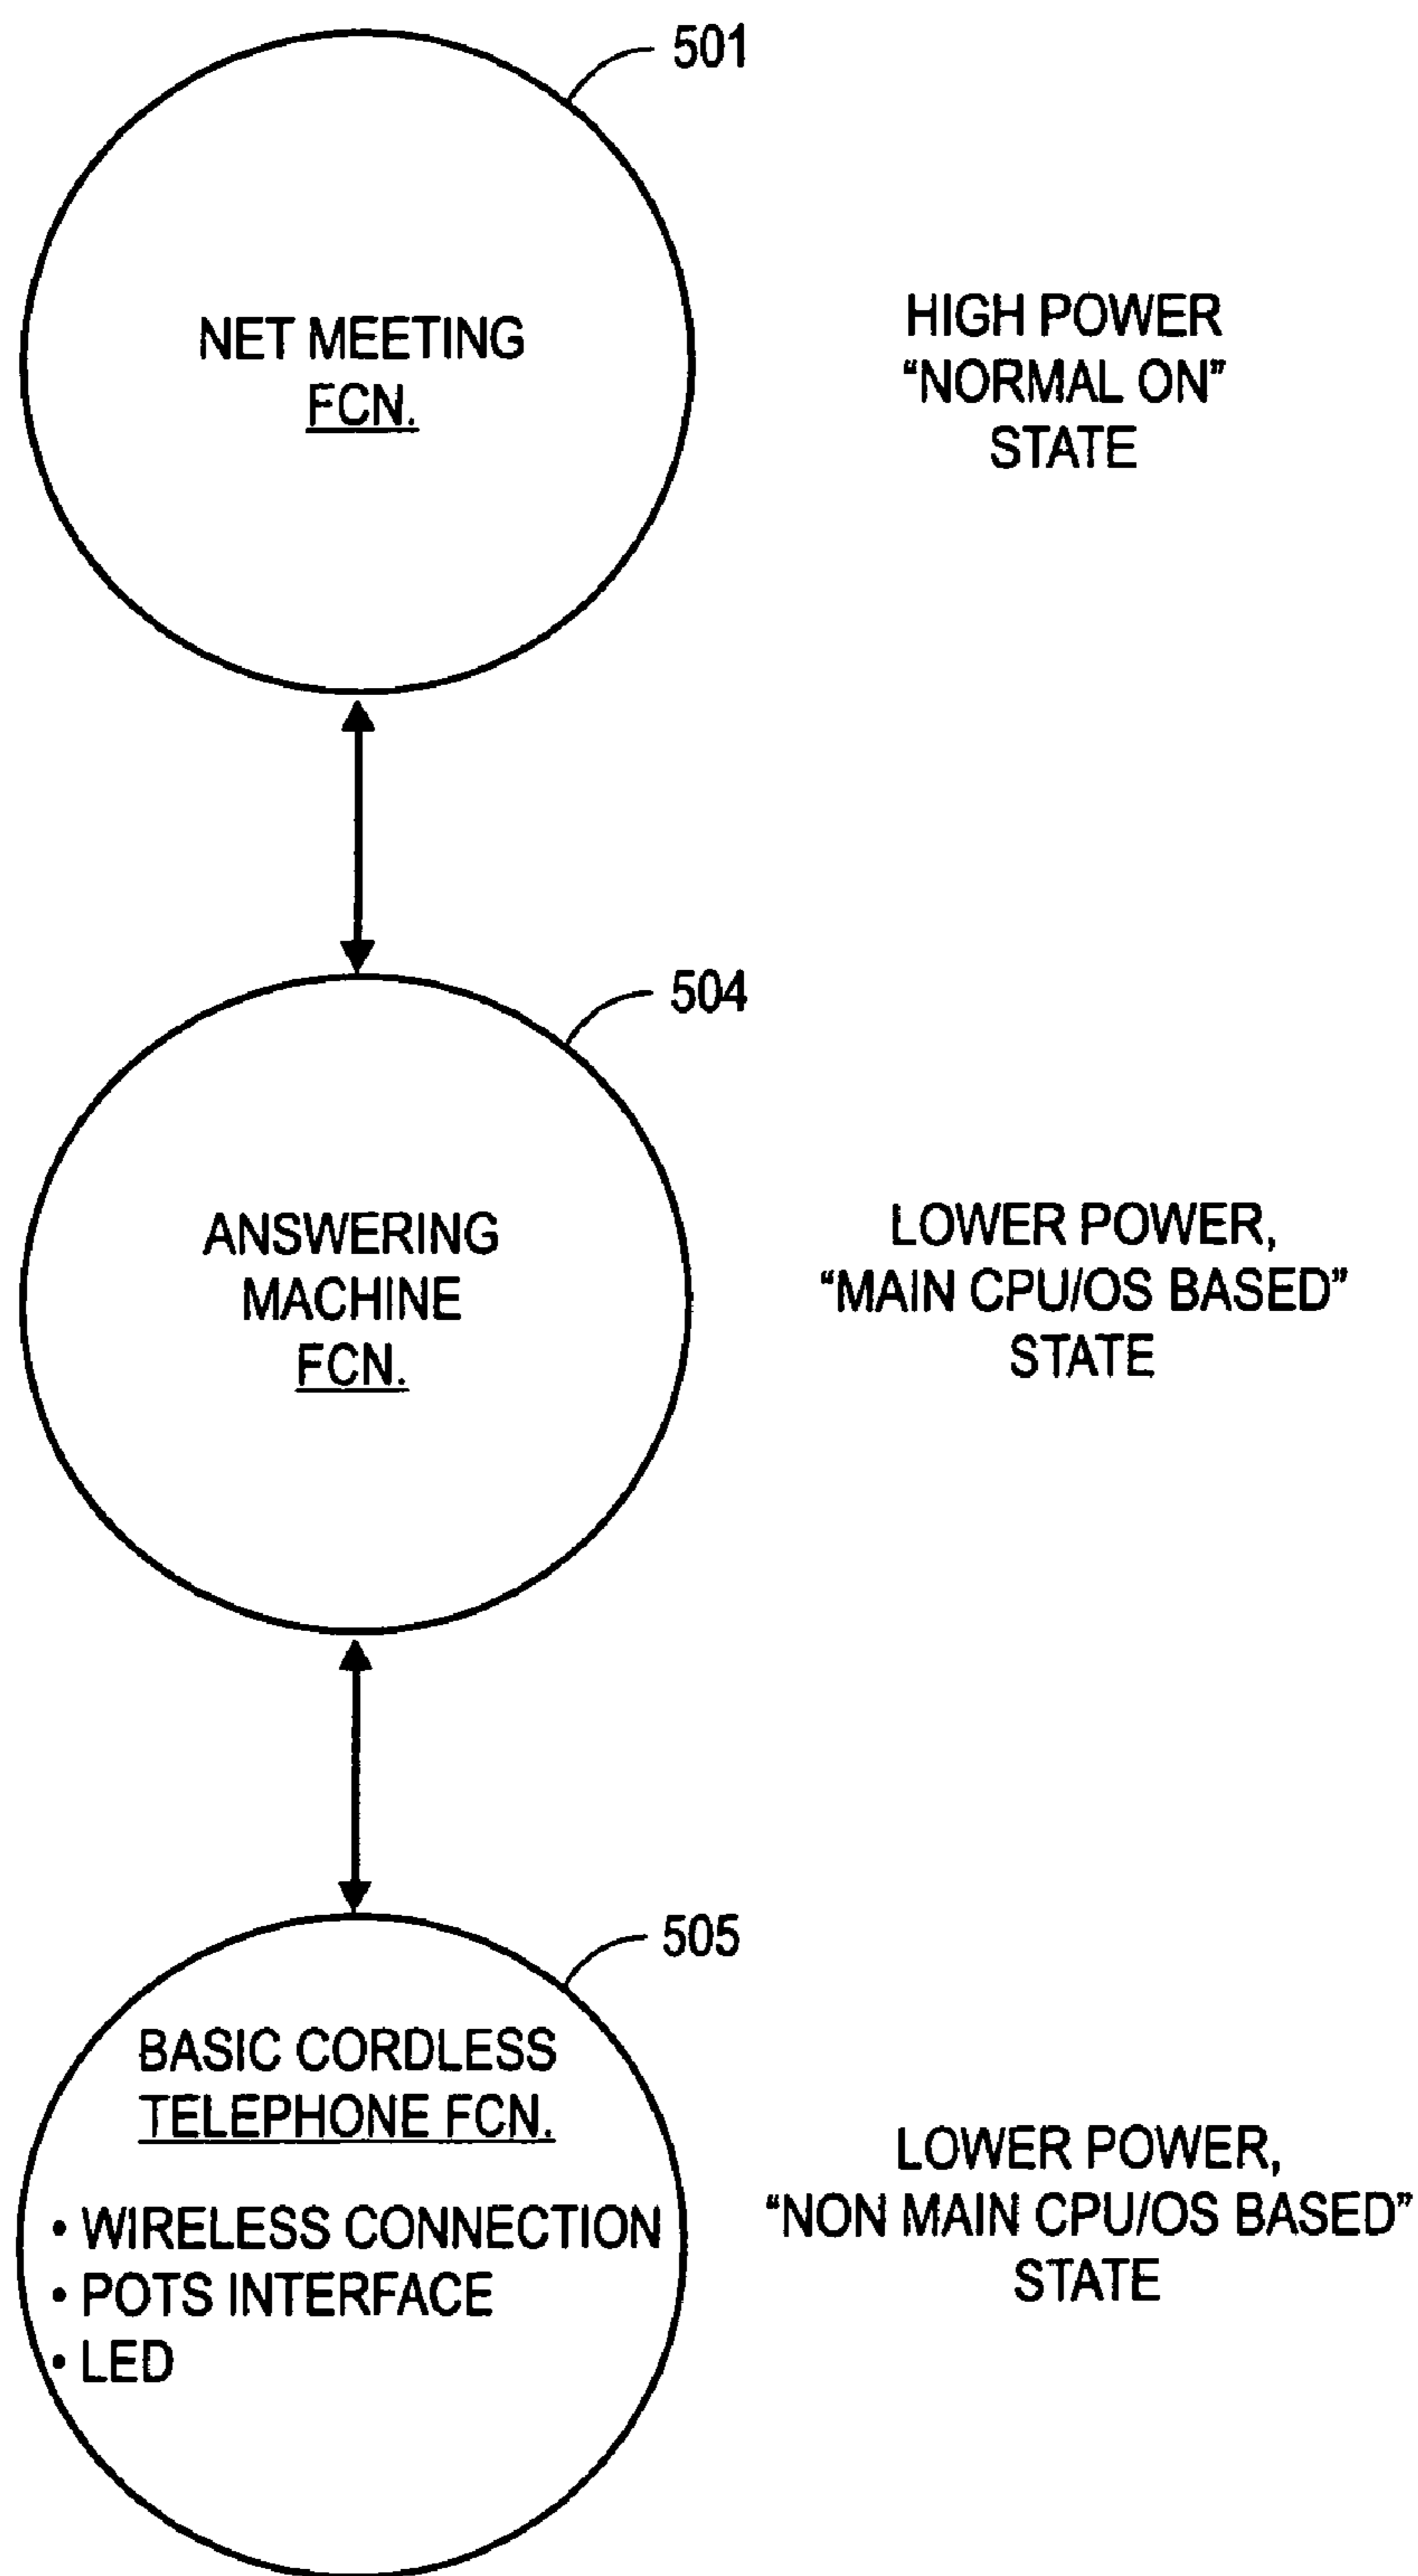 501
NET MEETING
FCN.
HIGH POWER
“NORMAL ON”
STATE
504
ANSWERING
MACHINE
FCN.
LOWER POWER,
“MAIN CPU/OS BASED”
STATE
505
BASIC CORDLESS
TELEPHONE FCN.
• WIRELESS CONNECTION
• POTS INTERFACE
• LED
LOWER POWER,
“NON MAIN CPU/OS BASED”
STATE